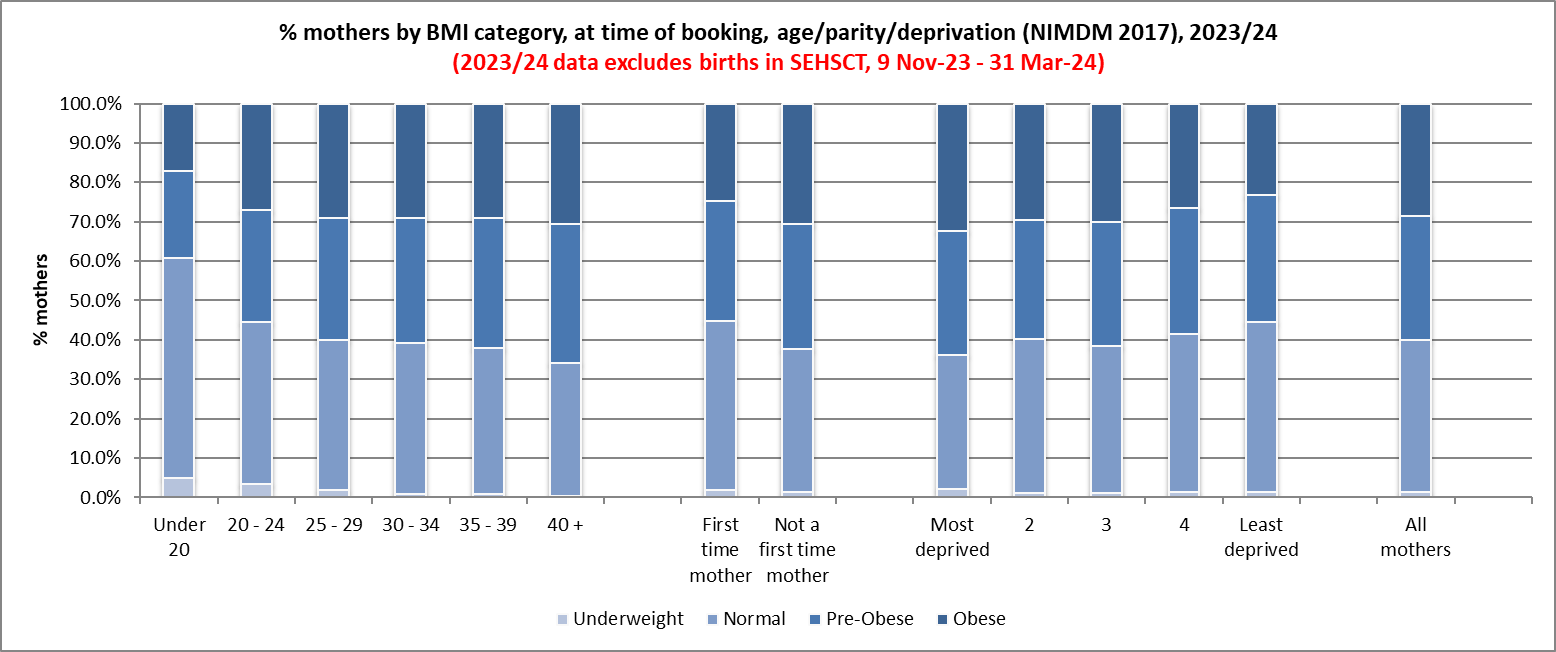 % mothers by BMI category, at time of booking, age/parity/deprivation (NIMDM 2017), 2023/24
(2023/24 data excludes births in SEHSCT, 9 Nov-23 - 31 Mar-24)
% mothers
100.0%
90.0%
80.0%
70.0%
60.0%
50.0%
40.0%
30.0%
20.0%
10.0%
0.0%
Under
20
20 - 24
25 - 29
30 - 34
35 - 39
40 +
First
time
mother
Not a
first time
mother
Most
deprived
2
3
4
Least
deprived
All
mothers
Underweight
Normal
Pre-Obese
Obese